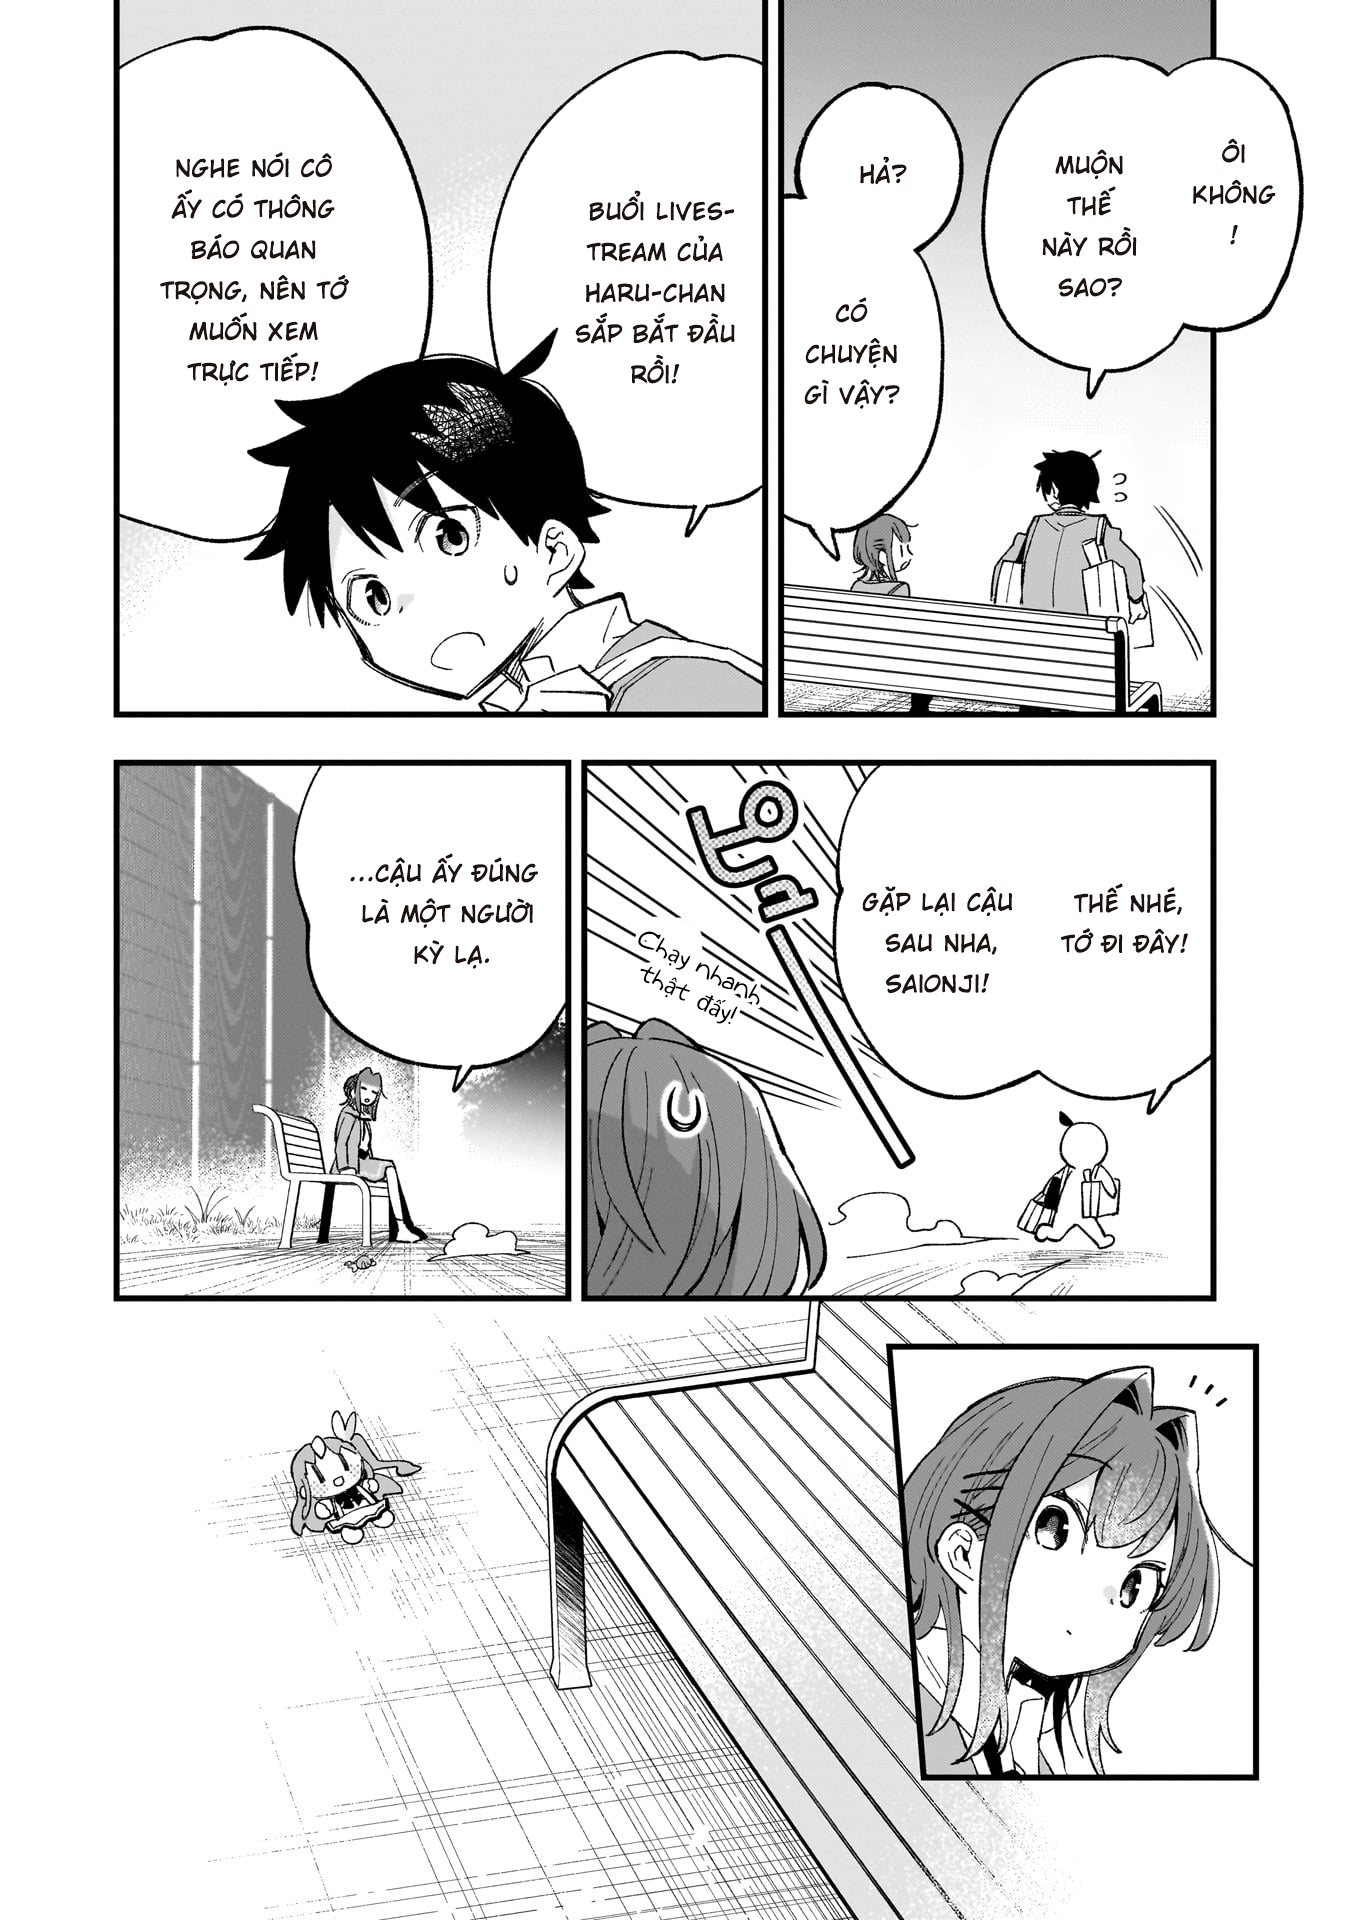 ÔI
KHÔNG
!
MUỘN
THẾ
NÀY RỒI
SAO?
HẢ?
CÓ
CHUYỆN
GÌ VẬY?
BUỔI LIVES-
TREAM CỦA
HARU-CHAN
SẮP BẮT ĐẦU
RỒI!
NGHE NÓI CÔ
ẤY CÓ THÔNG
BÁO QUAN
TRỌNG, NÊN TỚ
MUỐN XEM
TRỰC TIẾP!
THẾ NHÉ,
TỚ ĐI ĐÂY!
GẶP LẠI CẬU
SAU NHA,
SAIONJI!
Chạy nhanh
thật đấy!
...CẬU ẤY ĐÚNG
LÀ MỘT NGƯỜI
KỲ LẠ.